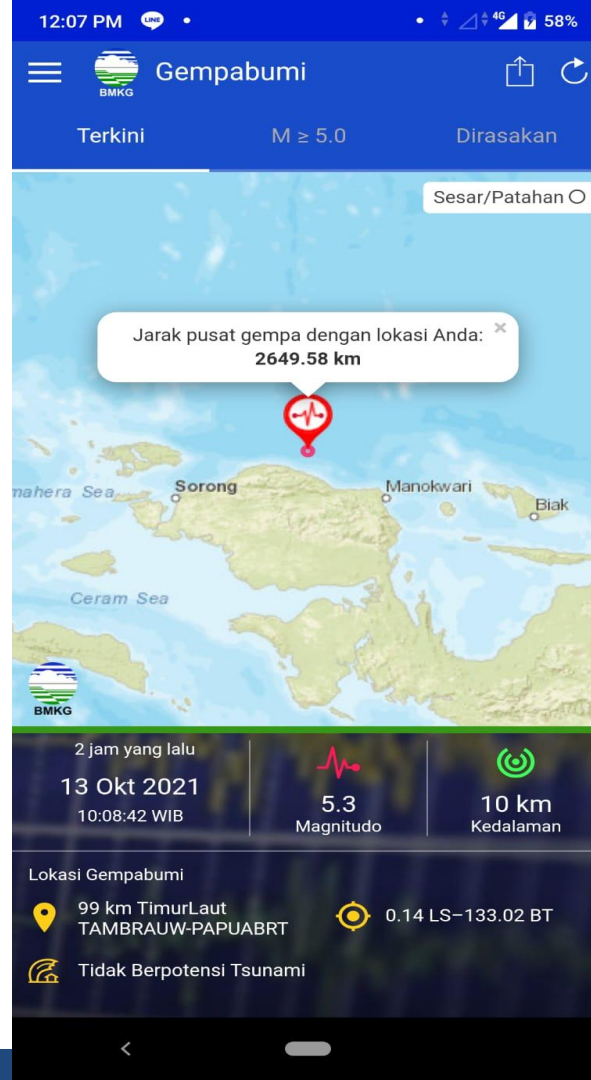 12:07 PM LINE 4G 58%
BMKG
Gempabumi
Terkini M ≥ 5.0 Dirasakan
Sesar/Patahan
Jarak pusat gempa dengan lokasi Anda: ×
2649.58 km
mahera Sea
Sorong
Manokwari
Biak
Ceram Sea
BMKG
2 jam yang lalu
13 Okt 2021
10:08:42 WIB
5.3
Magnitudo
10 km
Kedalaman
Lokasi Gempabumi
99 km TimurLaut
TAMBRAUW-PAPUABRT
0.14 LS–133.02 BT
Tidak Berpotensi Tsunami